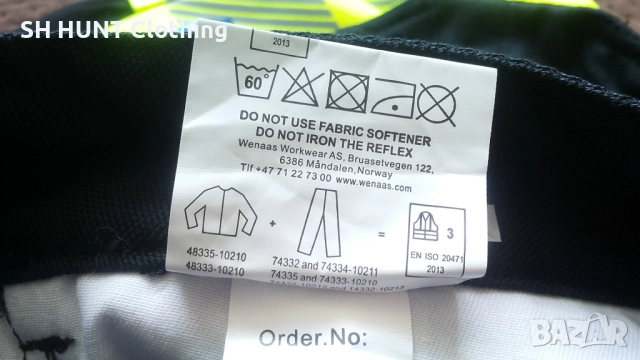 SH HUNT Clothing
2013
60°
DO NOT USE FABRIC SOFTENER
DO NOT IRON THE REFLEX
Wenaas Workwear AS, Bruasetvegen 122,
6386 Måndalen, Norway
Tlf +47 71 22 73 00 www.wenaas.com
+
=
3
48335-10210
48333-10210
74332 and 74334-10211
74335 and 74333-10210
EN ISO 20471
2013
Order.No:
BAZAR